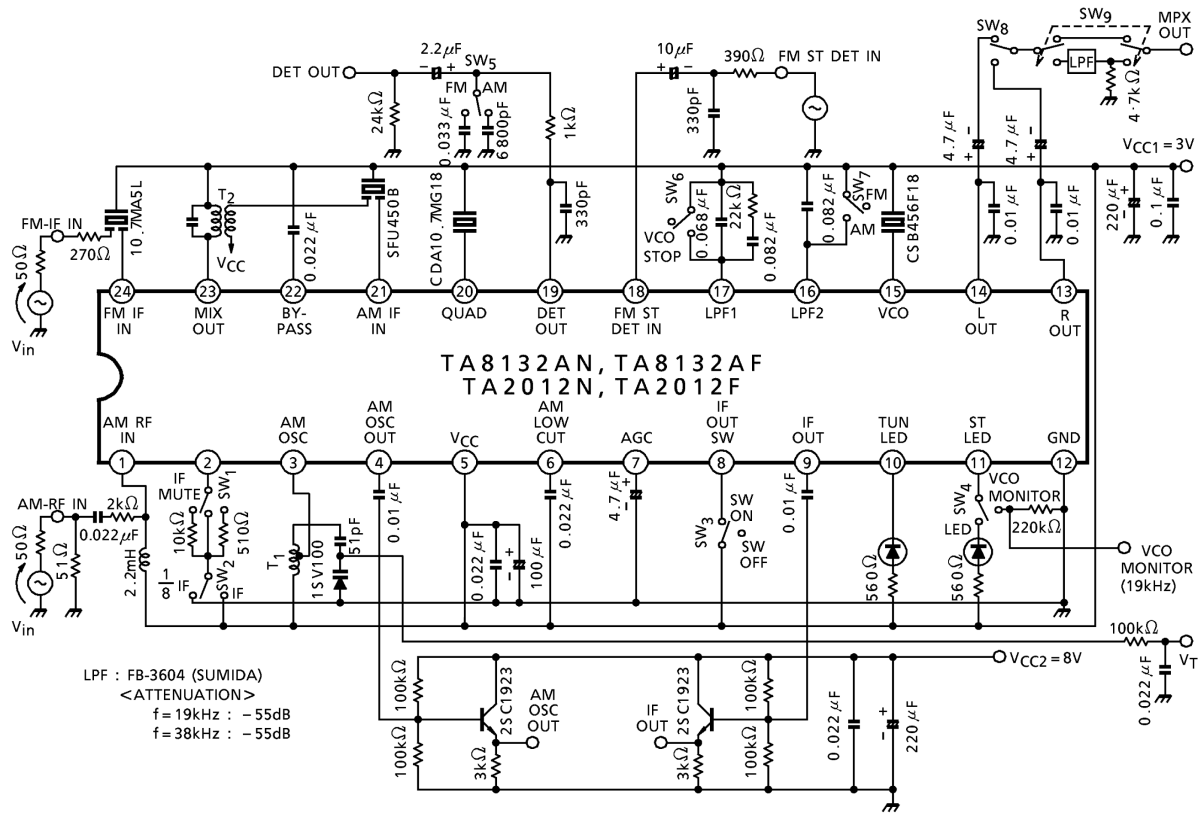 SW8
SW9
MPX
OUT
LPF
4.7kΩ
DET OUT
2.2μF
− +
SW5
FM AM
24kΩ
0.033μF
6800pF
1kΩ
10μF
+ −
390Ω
FM ST DET IN
330pF
4.7μF
+
4.7μF
+
VCC1 = 3V
FM-IF IN
270Ω
10.7MA5L
50Ω
Vin
T2
VCC
0.022μF
SFU450B
CDA10.7MG18
330pF
SW6
VCO
STOP
0.068μF
22kΩ
0.082μF
0.082μF
SW7
FM
AM
CSB456F18
0.01μF
0.01μF
220μF
+
−
0.1μF
24 23 22 21 20 19 18 17 16 15 14 13
FM IF
IN
MIX
OUT
BY-
PASS
AM IF
IN
QUAD
DET
OUT
FM ST
DET IN
LPF1
LPF2
VCO
L
OUT
R
OUT
TA8132AN, TA8132AF
TA2012N, TA2012F
AM RF
IN
AM
OSC
AM
OSC
OUT
VCC
AM
LOW
CUT
AGC
IF
OUT
SW
IF
OUT
TUN
LED
ST
LED
GND
1 2 3 4 5 6 7 8 9 10 11 12
IF
MUTE
SW1
10kΩ
510Ω
SW2
1/8 IF
IF
AM-RF IN
2kΩ
0.022μF
50Ω
51Ω
Vin
2.2mH
T1
51pF
1SV100
0.01μF
0.022μF
+
−
100μF
0.022μF
4.7μF
+
−
SW
ON
SW3
SW
OFF
0.01μF
560Ω
SW4
LED
560Ω
VCO
MONITOR
220kΩ
VCO
MONITOR
(19kHz)
100kΩ
VT
0.022μF
VCC2 = 8V
100kΩ
100kΩ
2SC1923
AM
OSC
OUT
3kΩ
IF
OUT
2SC1923
3kΩ
100kΩ
100kΩ
0.022μF
−
+
220μF
LPF : FB-3604 (SUMIDA)
<ATTENUATION>
f = 19kHz : −55dB
f = 38kHz : −55dB